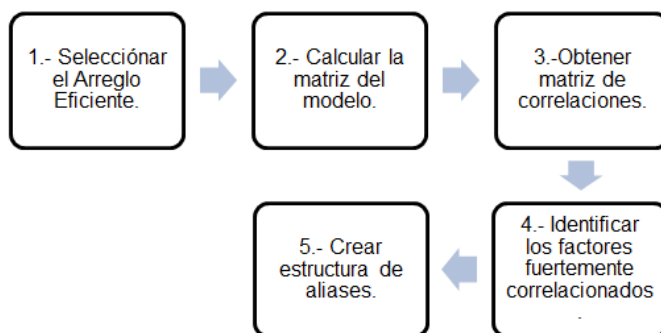 1.- Selecciónar
el Arreglo
Eficiente.
2.- Calcular la
matriz del
modelo.
3.-Obtener
matriz de
correlaciones.
4.- Identificar
los factores
fuertemente
correlacionados
.
5.- Crear
estructura de
aliases.